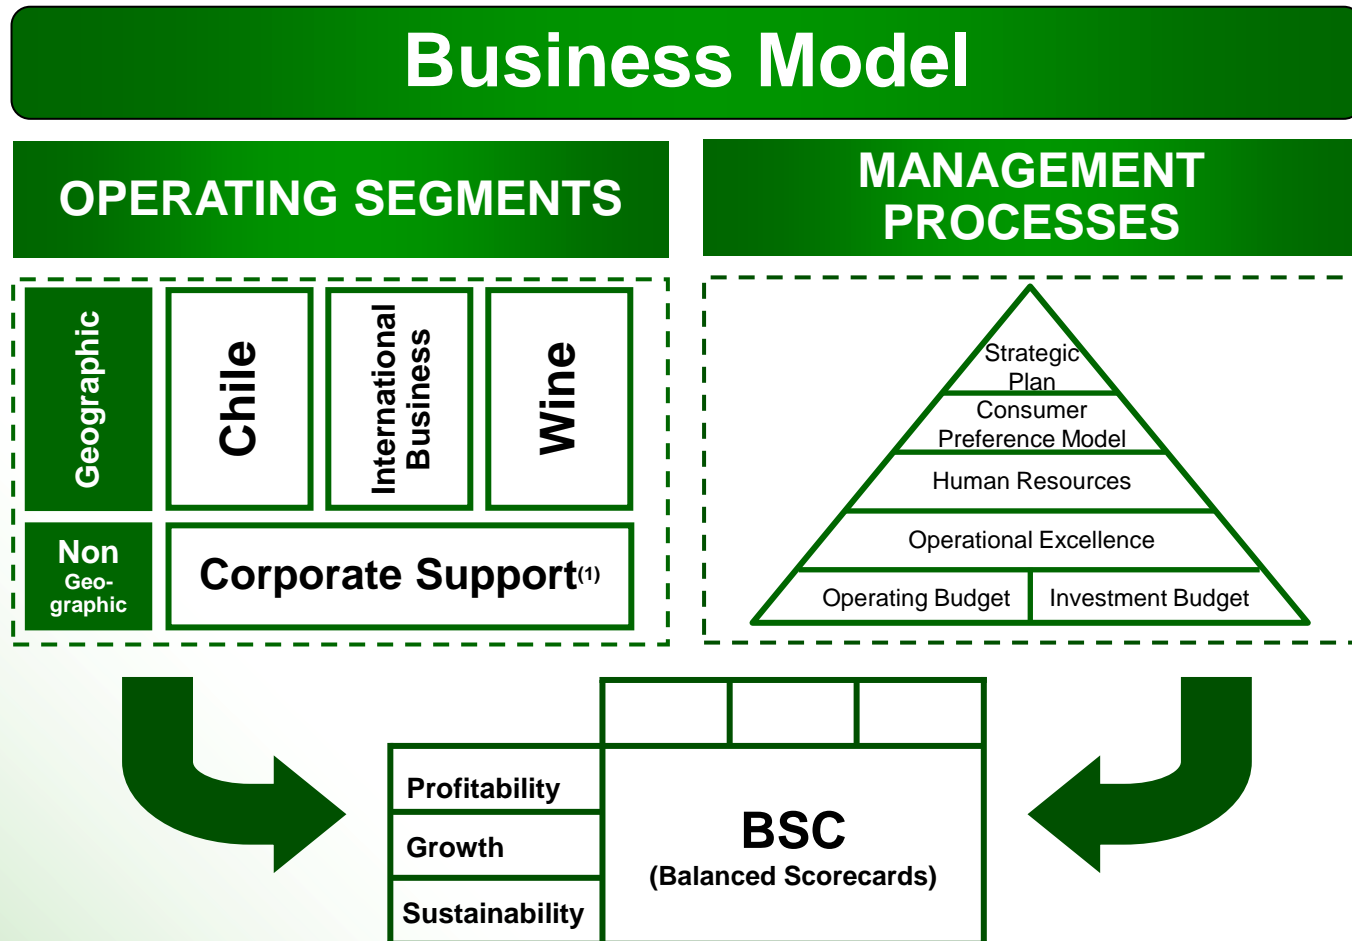 Business Model
OPERATING SEGMENTS
MANAGEMENT
PROCESSES
Geographic
Chile
International
Business
Wine
Non
Geo-
graphic
Corporate Support(1)
Strategic
Plan
Consumer
Preference Model
Human Resources
Operational Excellence
Operating Budget
Investment Budget
Profitability
Growth
Sustainability
BSC
(Balanced Scorecards)